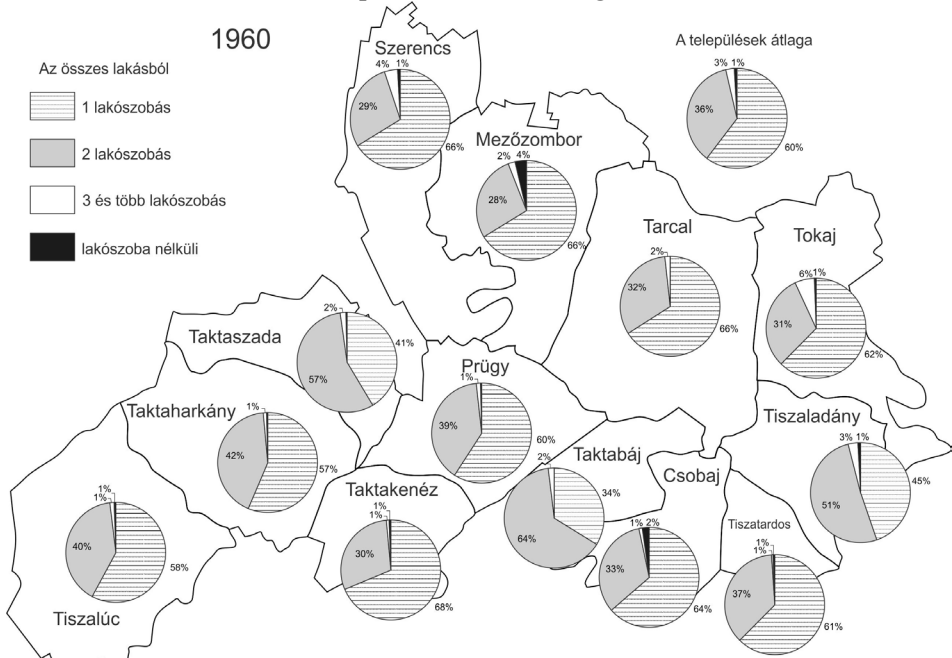 1960
Az összes lakásból
1 lakószobás
2 lakószobás
3 és több lakószobás
lakószoba nélküli
Szerencs
4% 1%
29%
66%
A települések átlaga
3% 1%
36%
60%
Mezőzombor
2% 4%
28%
66%
Tarcal
2%
32%
66%
Tokaj
6% 1%
31%
62%
Taktaszada
2%
41%
57%
Prügy
1%
39%
60%
Taktaharkány
1%
42%
57%
Taktabáj
2%
34%
64%
Csobaj
1% 2%
33%
64%
Tiszaladány
3% 1%
45%
51%
Taktakenéz
1%
1%
30%
68%
Tiszatardos
1%
1%
37%
61%
1%
1%
40%
58%
Tiszalúc